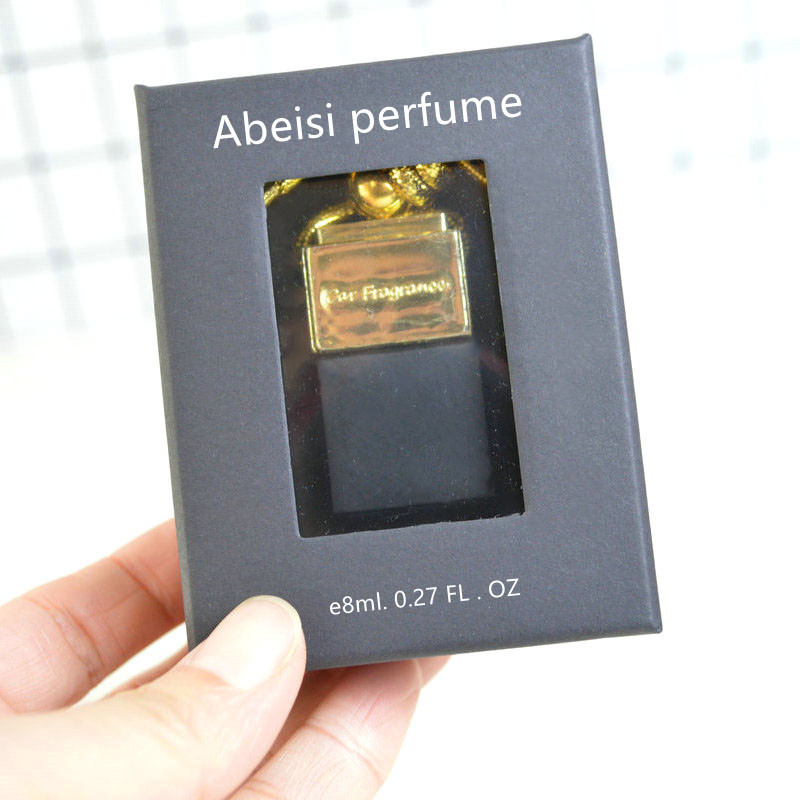 Abeisi perfume
Car Fragrance
e8ml. 0.27 FL . OZ